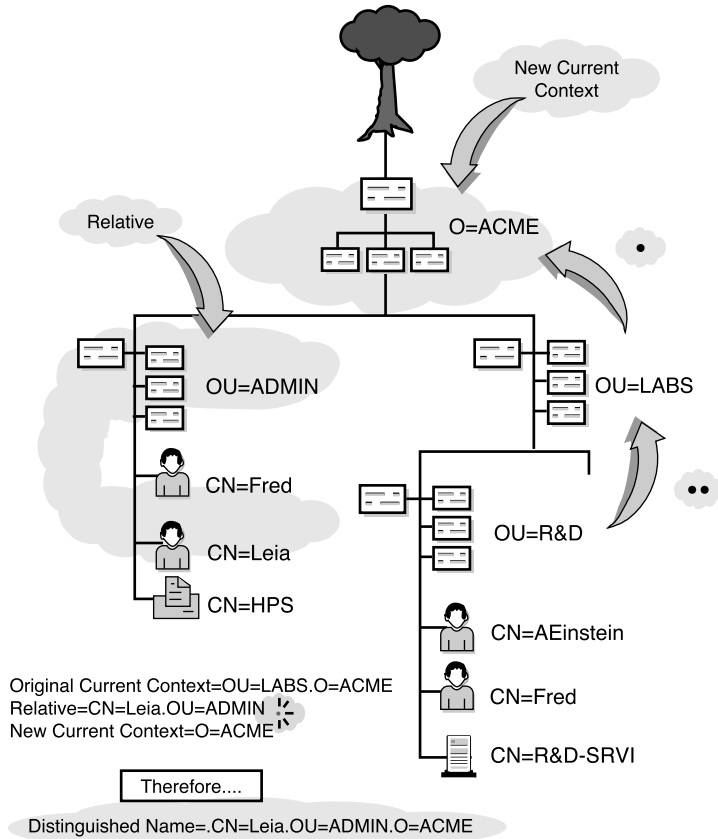 New Current
Context
Relative
O=ACME
OU=ADMIN
OU=LABS
CN=Fred
CN=Leia
CN=HPS
OU=R&D
CN=AEinstein
CN=Fred
CN=R&D-SRVI
Original Current Context=OU=LABS.O=ACME
Relative=CN=Leia.OU=ADMIN.
New Current Context=O=ACME
Therefore....
Distinguished Name=.CN=Leia.OU=ADMIN.O=ACME